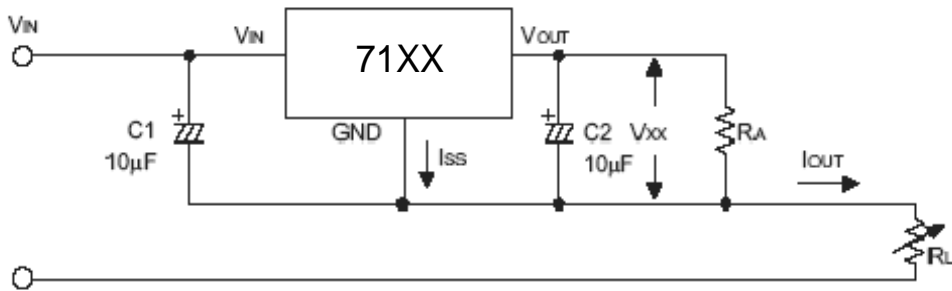 VIN
VIN
71XX
VOUT
C1
10µF
+
GND
ISS
+
C2
10µF
VXX
RA
IOUT
RL